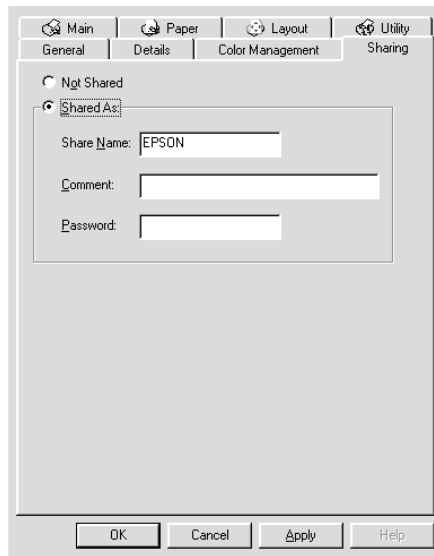 Main Paper Layout Utility
General Details Color Management Sharing
Not Shared
Shared As:
Share Name: EPSON
Comment:
Password:
OK Cancel Apply Help